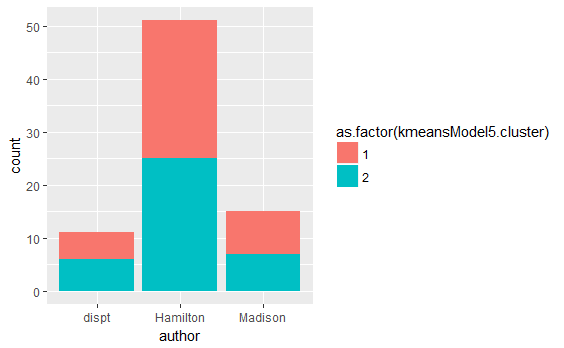 count
50
40
30
20
10
0
dispt Hamilton Madison
author
as.factor(kmeansModel5.cluster)
1
2